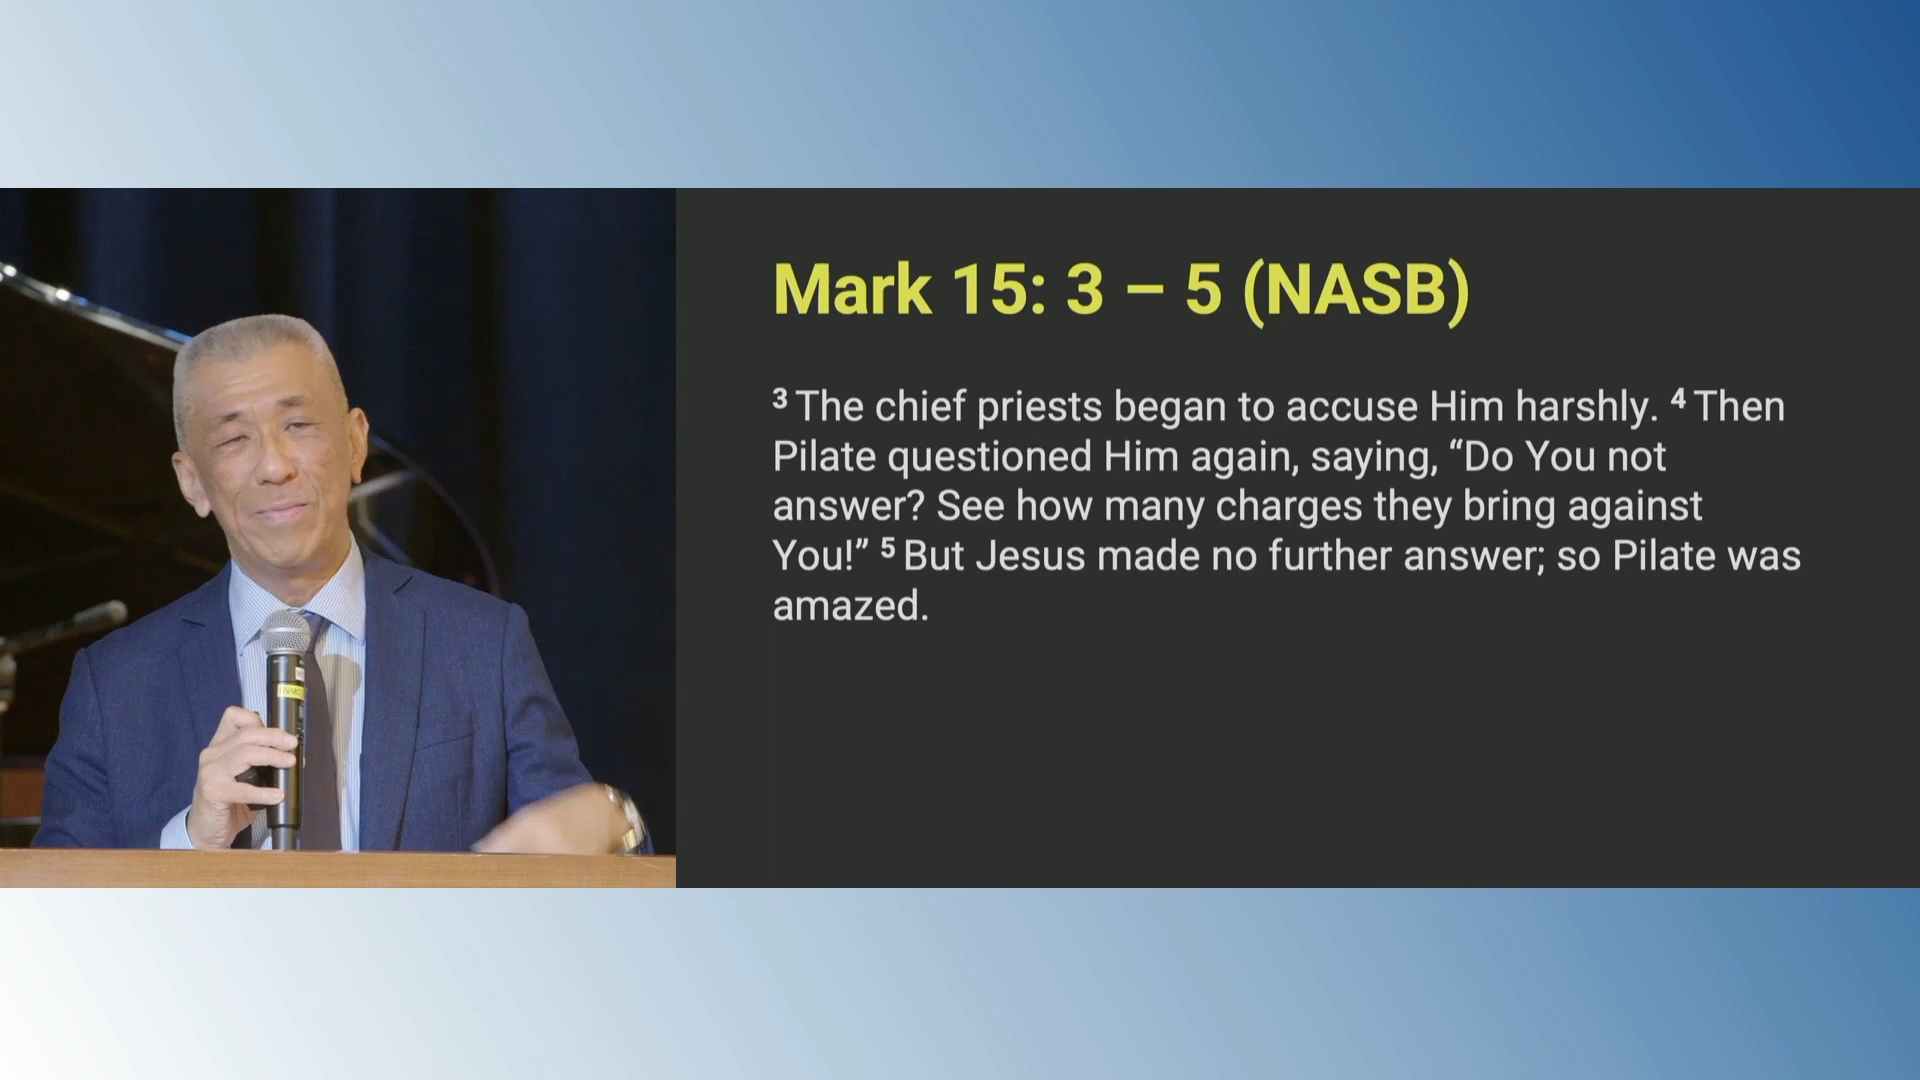 Mark 15: 3 – 5 (NASB)
³ The chief priests began to accuse Him harshly. ⁴ Then
Pilate questioned Him again, saying, “Do You not
answer? See how many charges they bring against
You!” ⁵ But Jesus made no further answer; so Pilate was
amazed.